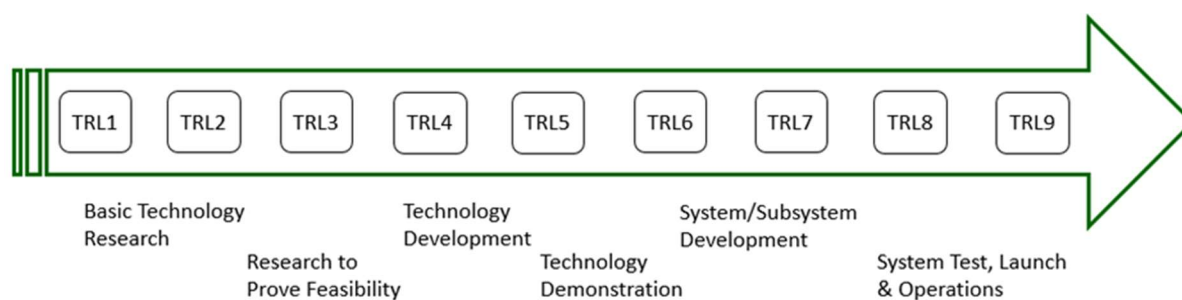 TRL1
TRL2
TRL3
TRL4
TRL5
TRL6
TRL7
TRL8
TRL9
Basic Technology
Research
Research to
Prove Feasibility
Technology
Development
Technology
Demonstration
System/Subsystem
Development
System Test, Launch
& Operations